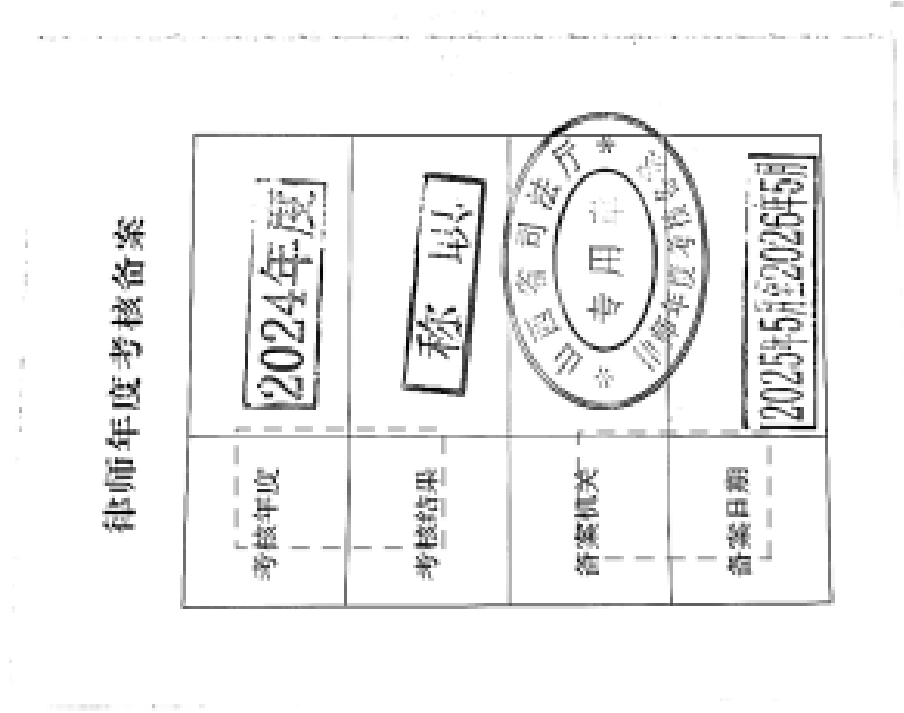 律师年度考核备案
考核年度
2024年度
考核结果
称职
备案机关
山西省司法厅
律师年度考核备案
专用章
备案日期
2025年5月至2026年5月